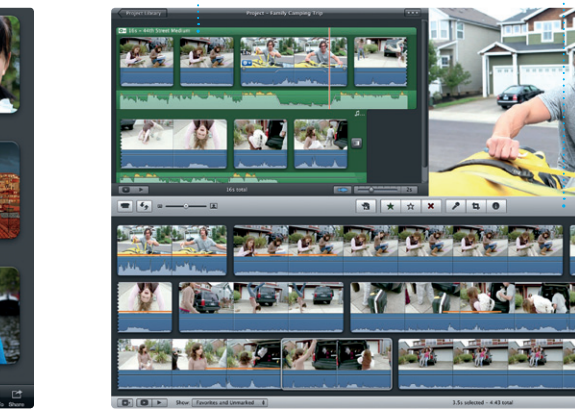 Project Library
Project - Family Camping Trip
16s - 44th Street Medium
16s total
2s
Share
Show: Favorites and Unmarked
3.5s selected - 4:43 total